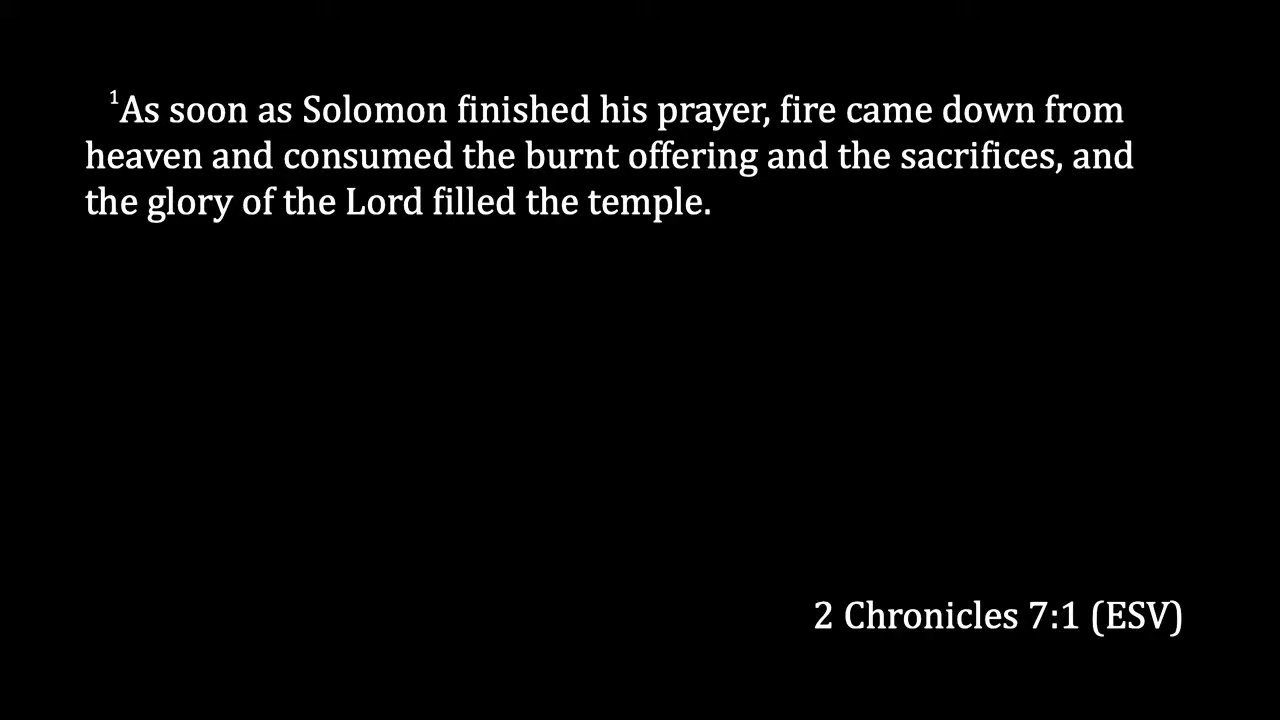 ¹As soon as Solomon finished his prayer, fire came down from
heaven and consumed the burnt offering and the sacrifices, and
the glory of the Lord filled the temple.
2 Chronicles 7:1 (ESV)